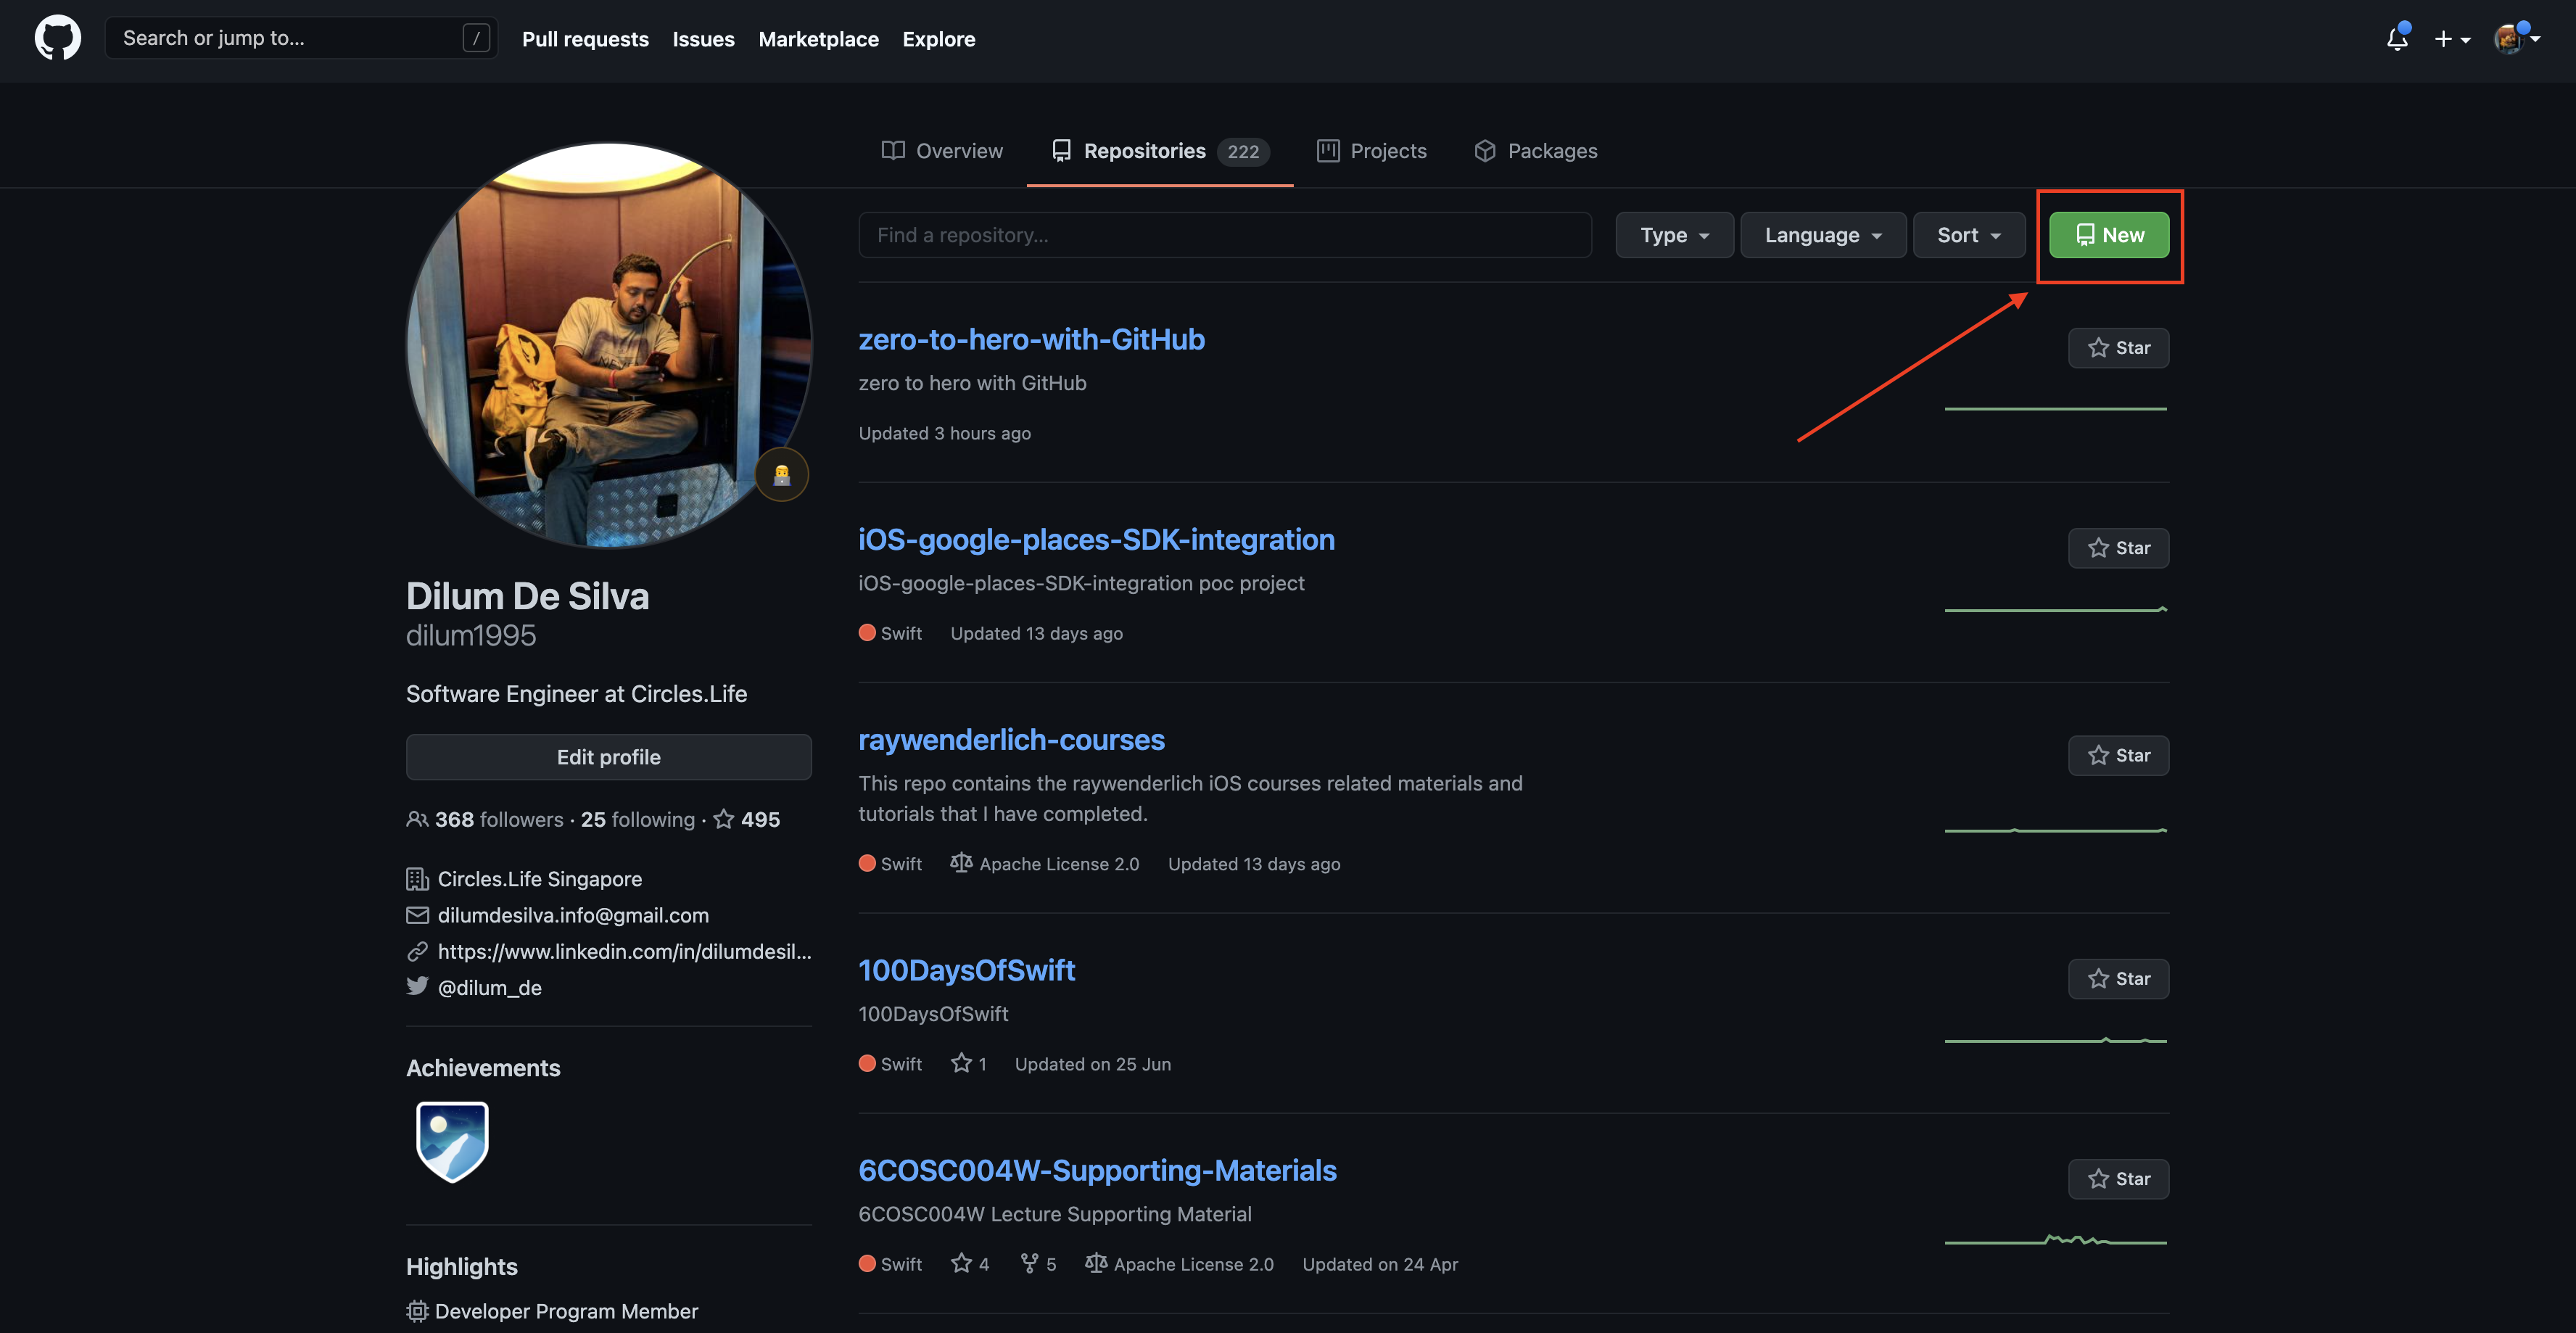 Search or jump to... /
Pull requests Issues Marketplace Explore
Overview Repositories 222 Projects Packages
Find a repository... Type Language Sort New
Dilum De Silva
dilum1995
Software Engineer at Circles.Life
Edit profile
368 followers · 25 following · 495
Circles.Life Singapore
dilumdesilva.info@gmail.com
https://www.linkedin.com/in/dilumdesil...
@dilum_de
Achievements
Highlights
Developer Program Member
zero-to-hero-with-GitHub
Star
zero to hero with GitHub
Updated 3 hours ago
iOS-google-places-SDK-integration
Star
iOS-google-places-SDK-integration poc project
Swift Updated 13 days ago
raywenderlich-courses
Star
This repo contains the raywenderlich iOS courses related materials and
tutorials that I have completed.
Swift Apache License 2.0 Updated 13 days ago
100DaysOfSwift
Star
100DaysOfSwift
Swift 1 Updated on 25 Jun
6COSC004W-Supporting-Materials
Star
6COSC004W Lecture Supporting Material
Swift 4 5 Apache License 2.0 Updated on 24 Apr